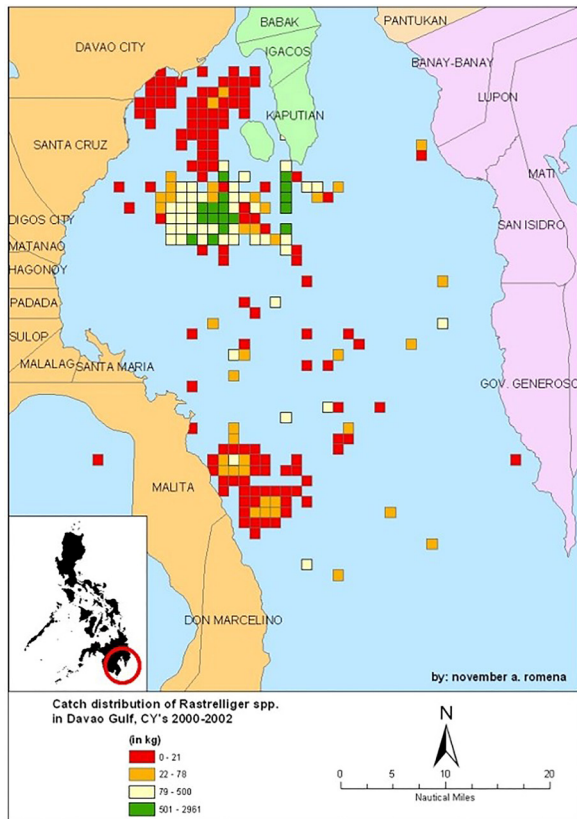 BABAK
PANTUKAN
DAVAO CITY
IGACOS
BANAY-BANAY
LUPON
KAPUTIAN
SANTA CRUZ
MATI
DIGOS CITY
SAN ISIDRO
MATANAO
HAGONOY
PADADA
SULOP
MALALAG
SANTA MARIA
GOV. GENEROSO
MALITA
DON MARCELINO
by: november a. romena
Catch distribution of Rastrelliger spp.
in Davao Gulf, CY's 2000-2002
(in kg)
0 - 21
22 - 78
79 - 500
501 - 2961
N
0 5 10 20
Nautical Miles